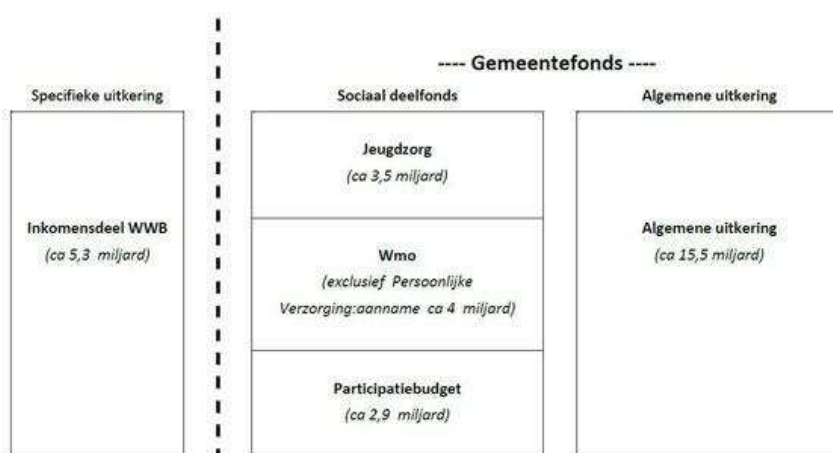 ---- Gemeentefonds ----
Specifieke uitkering
Sociaal deelfonds
Algemene uitkering
Inkomensdeel WWB
(ca 5,3 miljard)
Jeugdzorg
(ca 3,5 miljard)
Wmo
(exclusief Persoonlijke
Verzorging:aanname ca 4 miljard)
Participatiebudget
(ca 2,9 miljard)
Algemene uitkering
(ca 15,5 miljard)